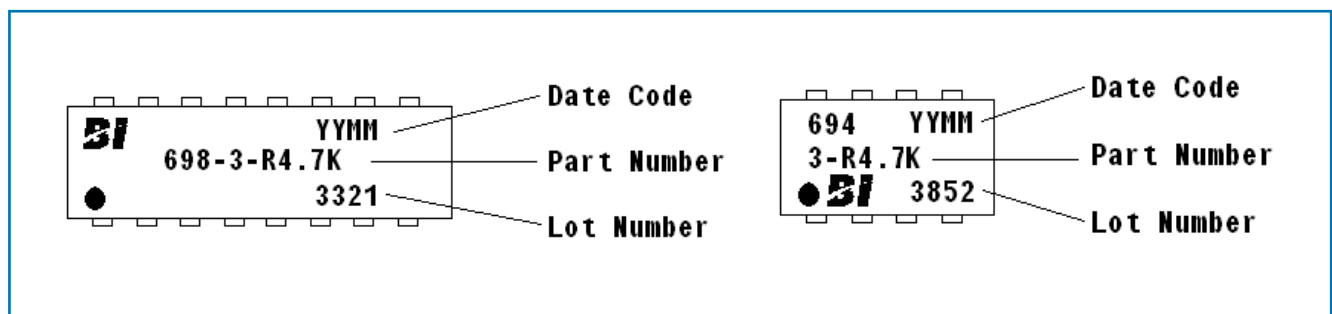 BI YYMM
698-3-R4.7K
3321
Date Code
Part Number
Lot Number
694 YYMM
3-R4.7K
BI 3852
Date Code
Part Number
Lot Number